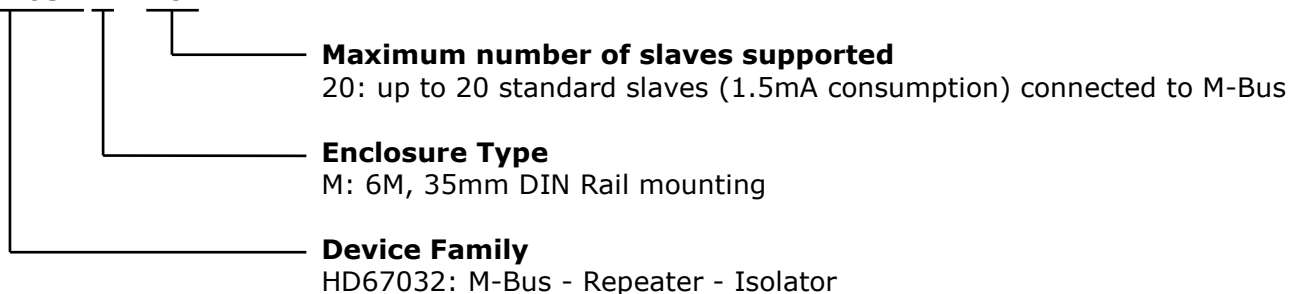 Maximum number of slaves supported
20: up to 20 standard slaves (1.5mA consumption) connected to M-Bus
Enclosure Type
M: 6M, 35mm DIN Rail mounting
Device Family
HD67032: M-Bus - Repeater - Isolator